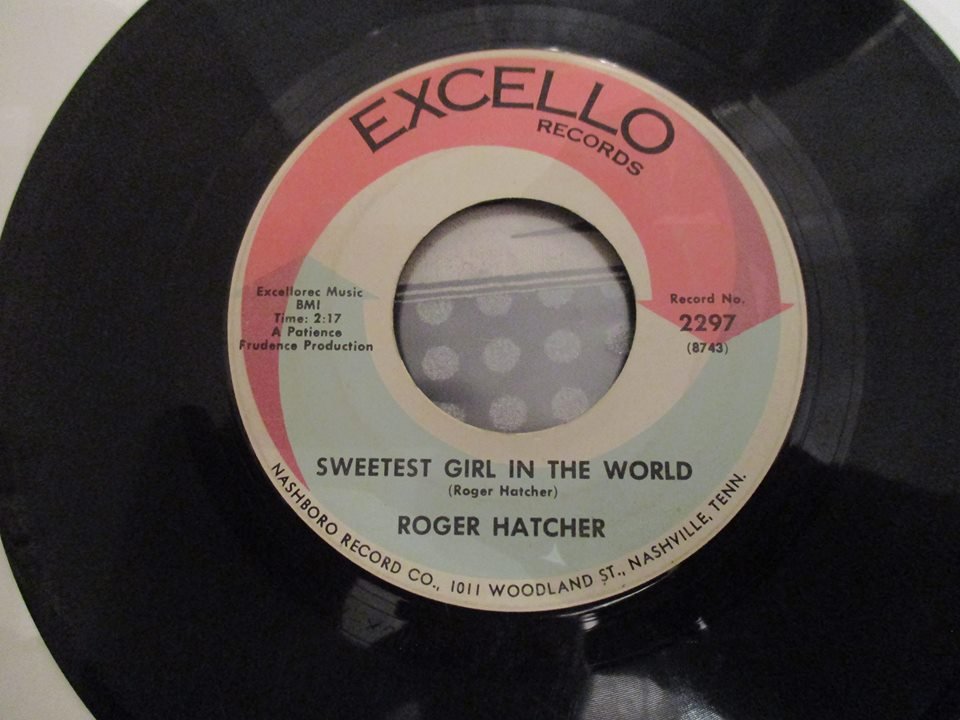 EXCELLO
RECORDS
Excellorec Music
BMI
Time: 2:17
A Patience
Prudence Production
Record No.
2297
(8743)
SWEETEST GIRL IN THE WORLD
(Roger Hatcher)
ROGER HATCHER
NASHBORO RECORD CO., 1011 WOODLAND ST., NASHVILLE, TENN.